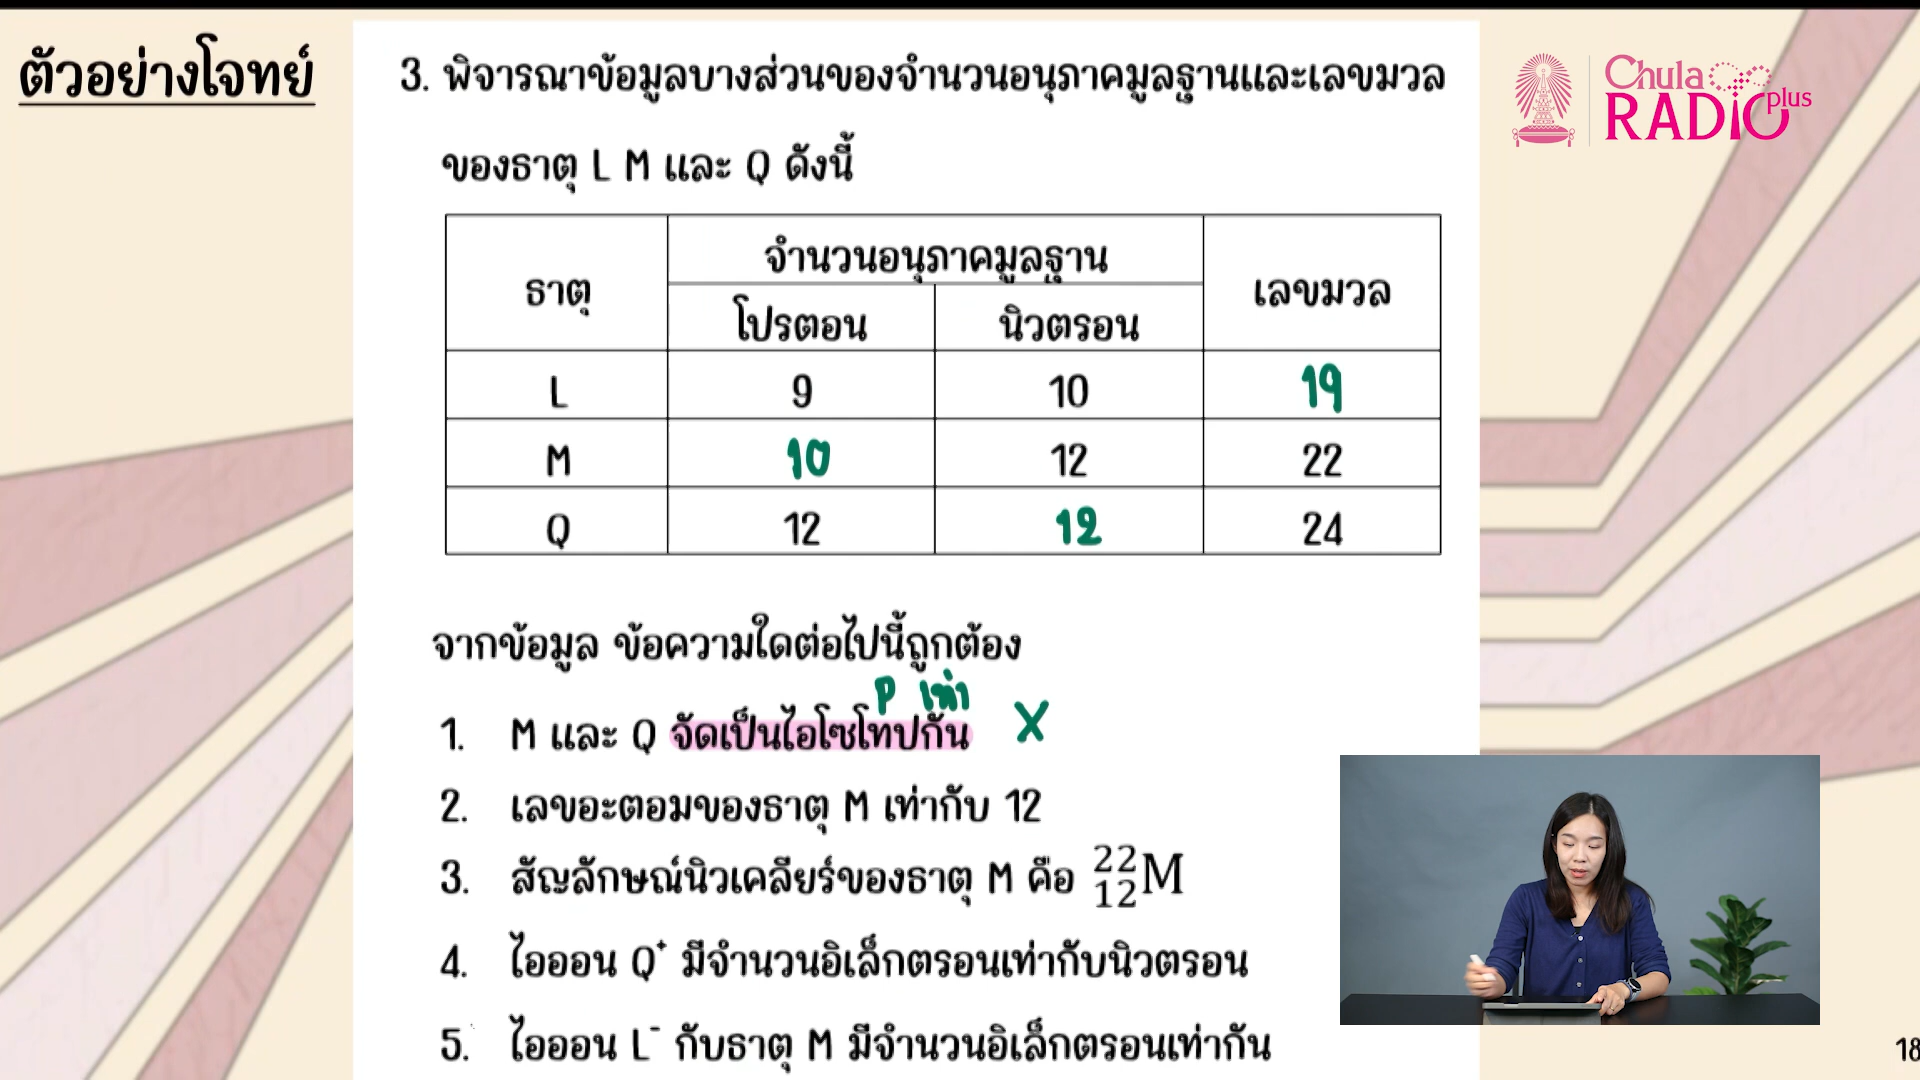 ตัวอย่างโจทย์
3. พิจารณาข้อมูลบางส่วนของจำนวนอนุภาคมูลฐานและเลขมวล
ของธาตุ L M และ Q ดังนี้
Chula
RADIO plus
ธาตุ จำนวนอนุภาคมูลฐาน เลขมวล
โปรตอน นิวตรอน
L 9 10 19
M 10 12 22
Q 12 12 24
จากข้อมูล ข้อความใดต่อไปนี้ถูกต้อง
P เท่า
1. M และ Q จัดเป็นไอโซโทปกัน X
2. เลขอะตอมของธาตุ M เท่ากับ 12
3. สัญลักษณ์นิวเคลียร์ของธาตุ M คือ ²²₁₂M
4. ไอออน Q⁺ มีจำนวนอิเล็กตรอนเท่ากับนิวตรอน
5. ไอออน L⁻ กับธาตุ M มีจำนวนอิเล็กตรอนเท่ากัน
18